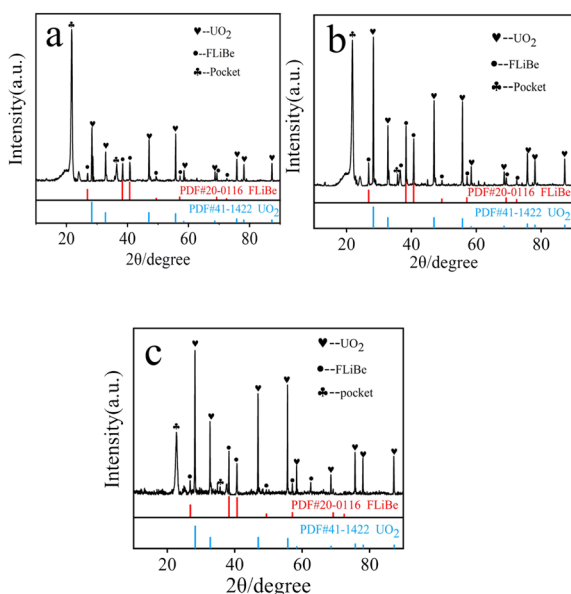 a
♥--UO2
●--FLiBe
♣--Pocket
Intensity(a.u.)
PDF#20-0116 FLiBe
PDF#41-1422 UO2
20 40 60 80
2θ/degree
b
♥--UO2
●--FLiBe
♣--Pocket
Intensity(a.u.)
PDF#20-0116 FLiBe
PDF#41-1422 UO2
20 40 60 80
2θ/degree
c
♥--UO2
●--FLiBe
♣--pocket
Intensity(a.u.)
PDF#20-0116 FLiBe
PDF#41-1422 UO2
20 40 60 80
2θ/degree